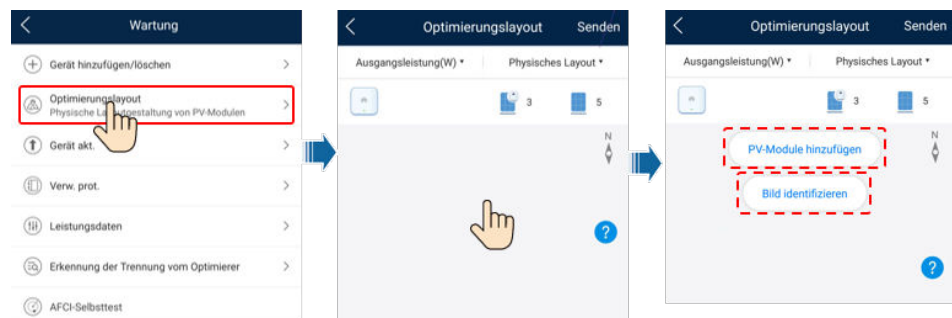 Wartung
Gerät hinzufügen/löschen
Optimierungslayout
Physische Layoutgestaltung von PV-Modulen
Gerät akt.
Verw. prot.
Leistungsdaten
Erkennung der Trennung vom Optimierer
AFCI-Selbsttest
Optimierungslayout Senden
Ausgangsleistung(W) Physisches Layout
3 5
N
?
Optimierungslayout Senden
Ausgangsleistung(W) Physisches Layout
3 5
N
PV-Module hinzufügen
Bild identifizieren
?